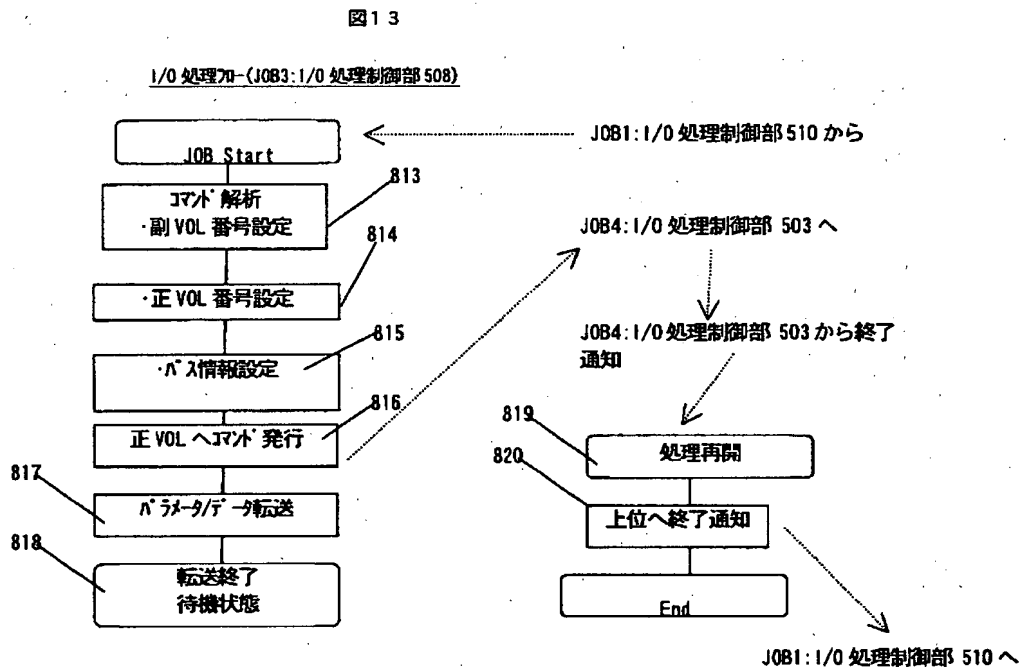 図13
I/O 処理フロー(JOB3:I/O 処理制御部 508)
JOB Start
JOB1:I/O 処理制御部 510 から
813
コマンド解析
・副 VOL 番号設定
814
・正 VOL 番号設定
815
・パス情報設定
816
正 VOL へコマンド発行
817
パラメータ/データ転送
818
転送終了
待機状態
JOB4:I/O 処理制御部 503 へ
JOB4:I/O 処理制御部 503 から終了
通知
819
処理再開
820
上位へ終了通知
End
JOB1:I/O 処理制御部 510 へ